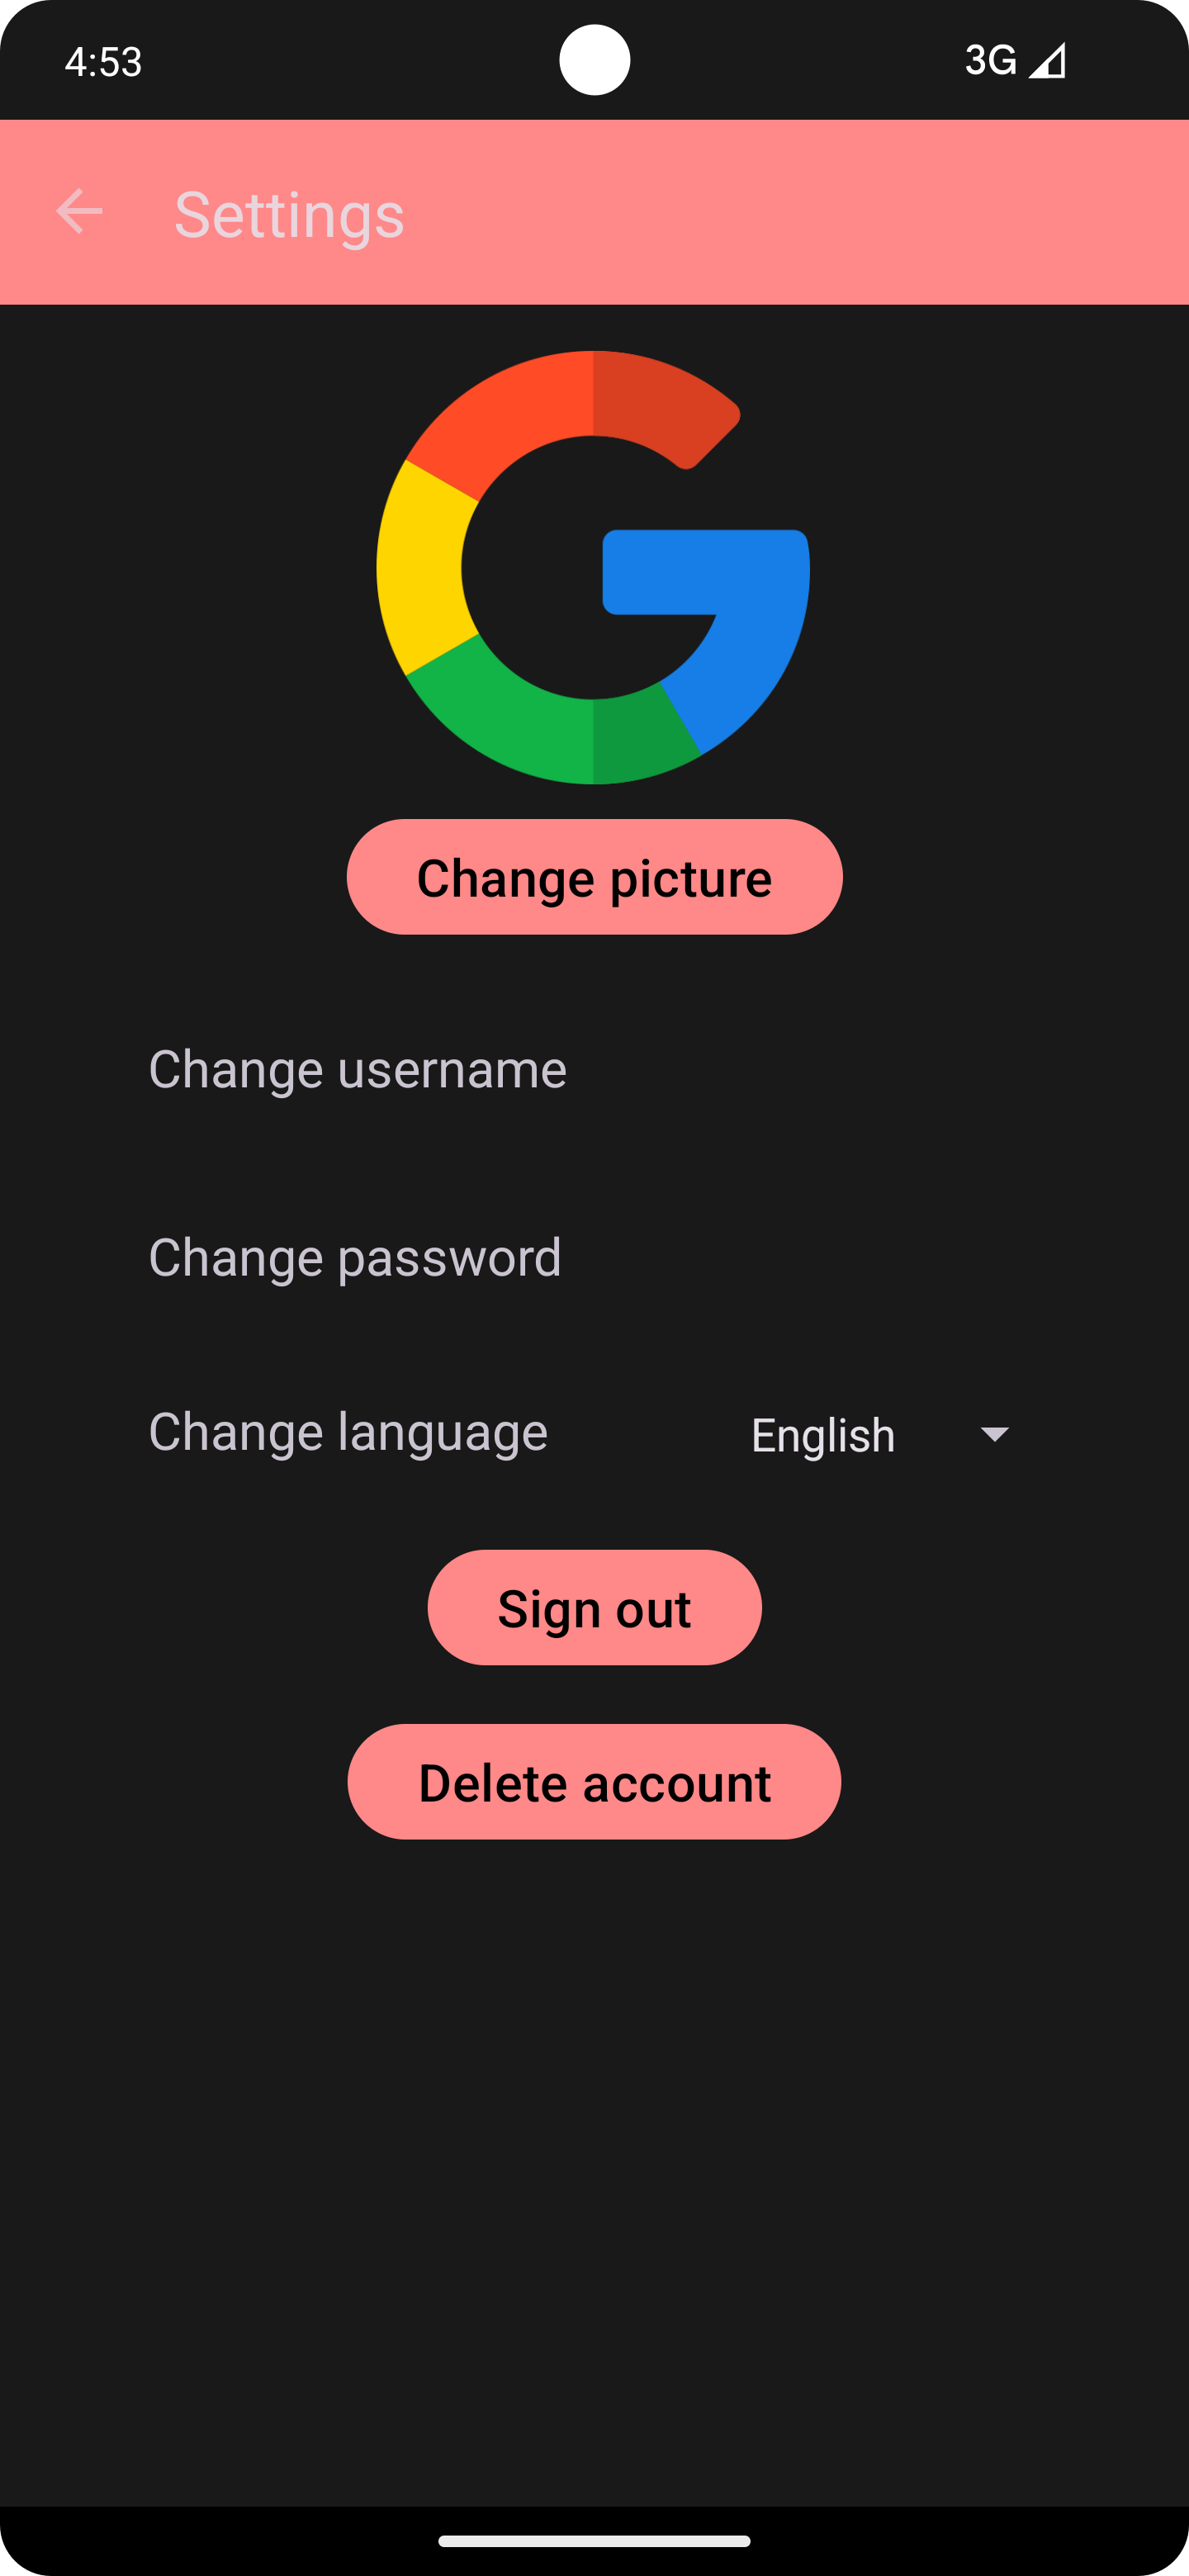 4:53 3G
Settings
Change picture
Change username
Change password
Change language English
Sign out
Delete account